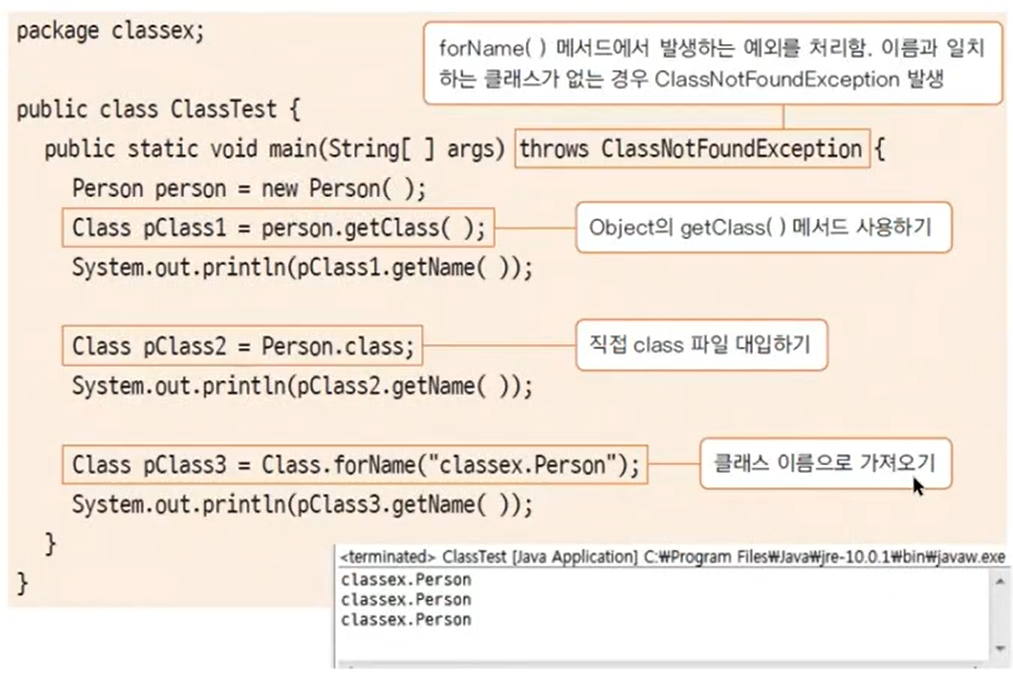 package classex;
forName( ) 메서드에서 발생하는 예외를 처리함. 이름과 일치
하는 클래스가 없는 경우 ClassNotFoundException 발생
public class ClassTest {
public static void main(String[ ] args) throws ClassNotFoundException {
Person person = new Person( );
Class pClass1 = person.getClass( );
Object의 getClass( ) 메서드 사용하기
System.out.println(pClass1.getName( ));
Class pClass2 = Person.class;
직접 class 파일 대입하기
System.out.println(pClass2.getName( ));
Class pClass3 = Class.forName("classex.Person");
클래스 이름으로 가져오기
System.out.println(pClass3.getName( ));
}
}
<terminated> ClassTest [Java Application] C:₩Program Files₩Java₩jre-10.0.1₩bin₩javaw.exe
classex.Person
classex.Person
classex.Person